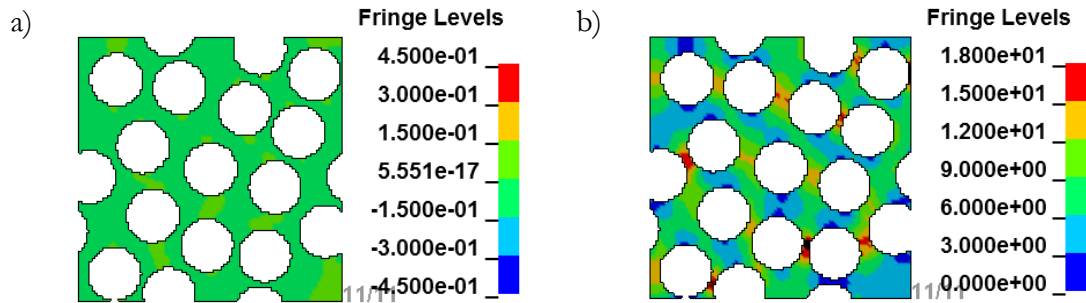 a)
Fringe Levels
4.500e-01
3.000e-01
1.500e-01
5.551e-17
-1.500e-01
-3.000e-01
-4.500e-01
11/11
b)
Fringe Levels
1.800e+01
1.500e+01
1.200e+01
9.000e+00
6.000e+00
3.000e+00
0.000e+00
11/11